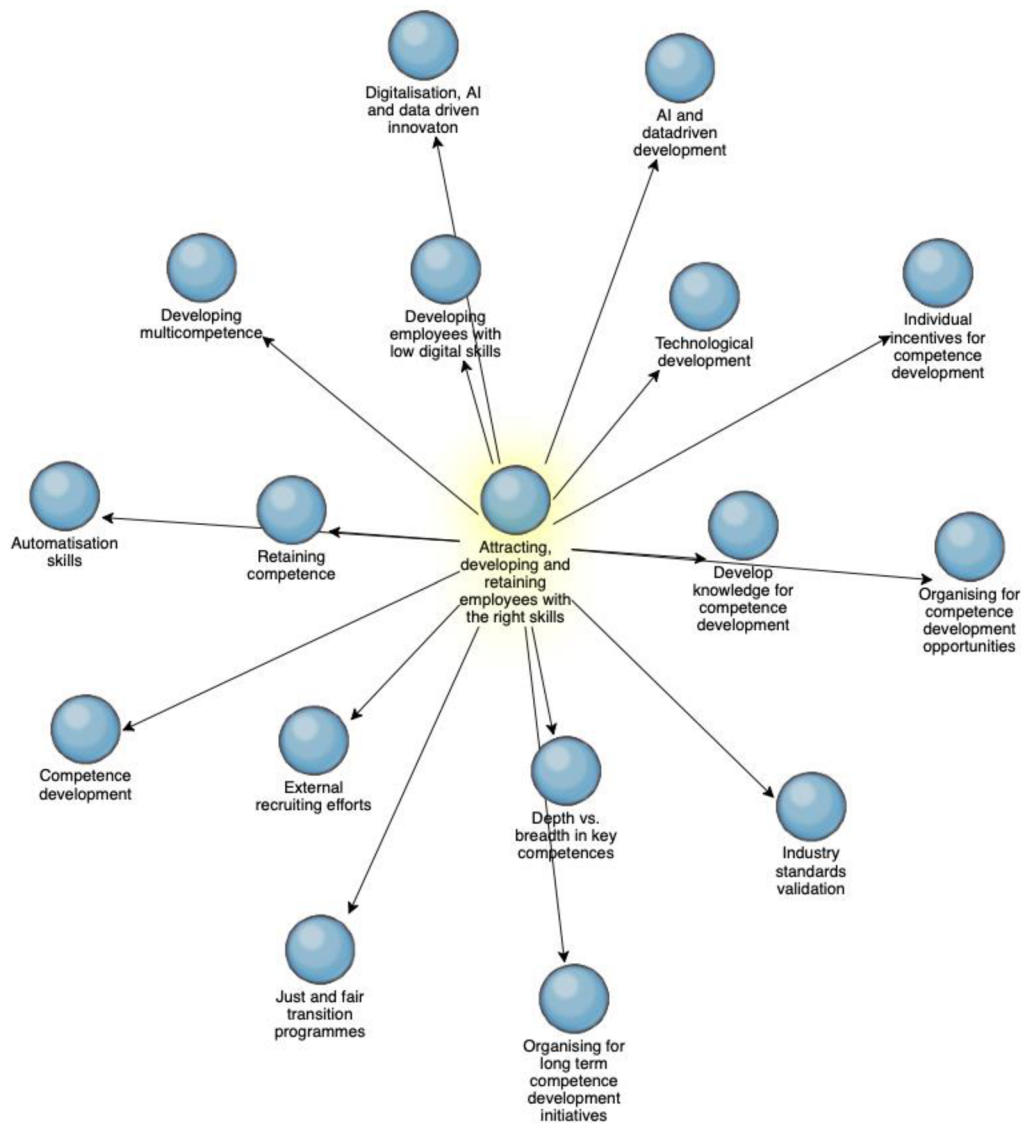 Digitalisation, AI
and data driven
innovaton
AI and
datadriven
development
Developing
multicompetence
Developing
employees with
low digital skills
Technological
development
Individual
incentives for
competence
development
Automatisation
skills
Retaining
competence
Attracting,
developing and
retaining
employees with
the right skills
Develop
knowledge for
competence
development
Organising for
competence
development
opportunities
Competence
development
External
recruiting efforts
Depth vs.
breadth in key
competences
Industry
standards
validation
Just and fair
transition
programmes
Organising for
long term
competence
development
initiatives